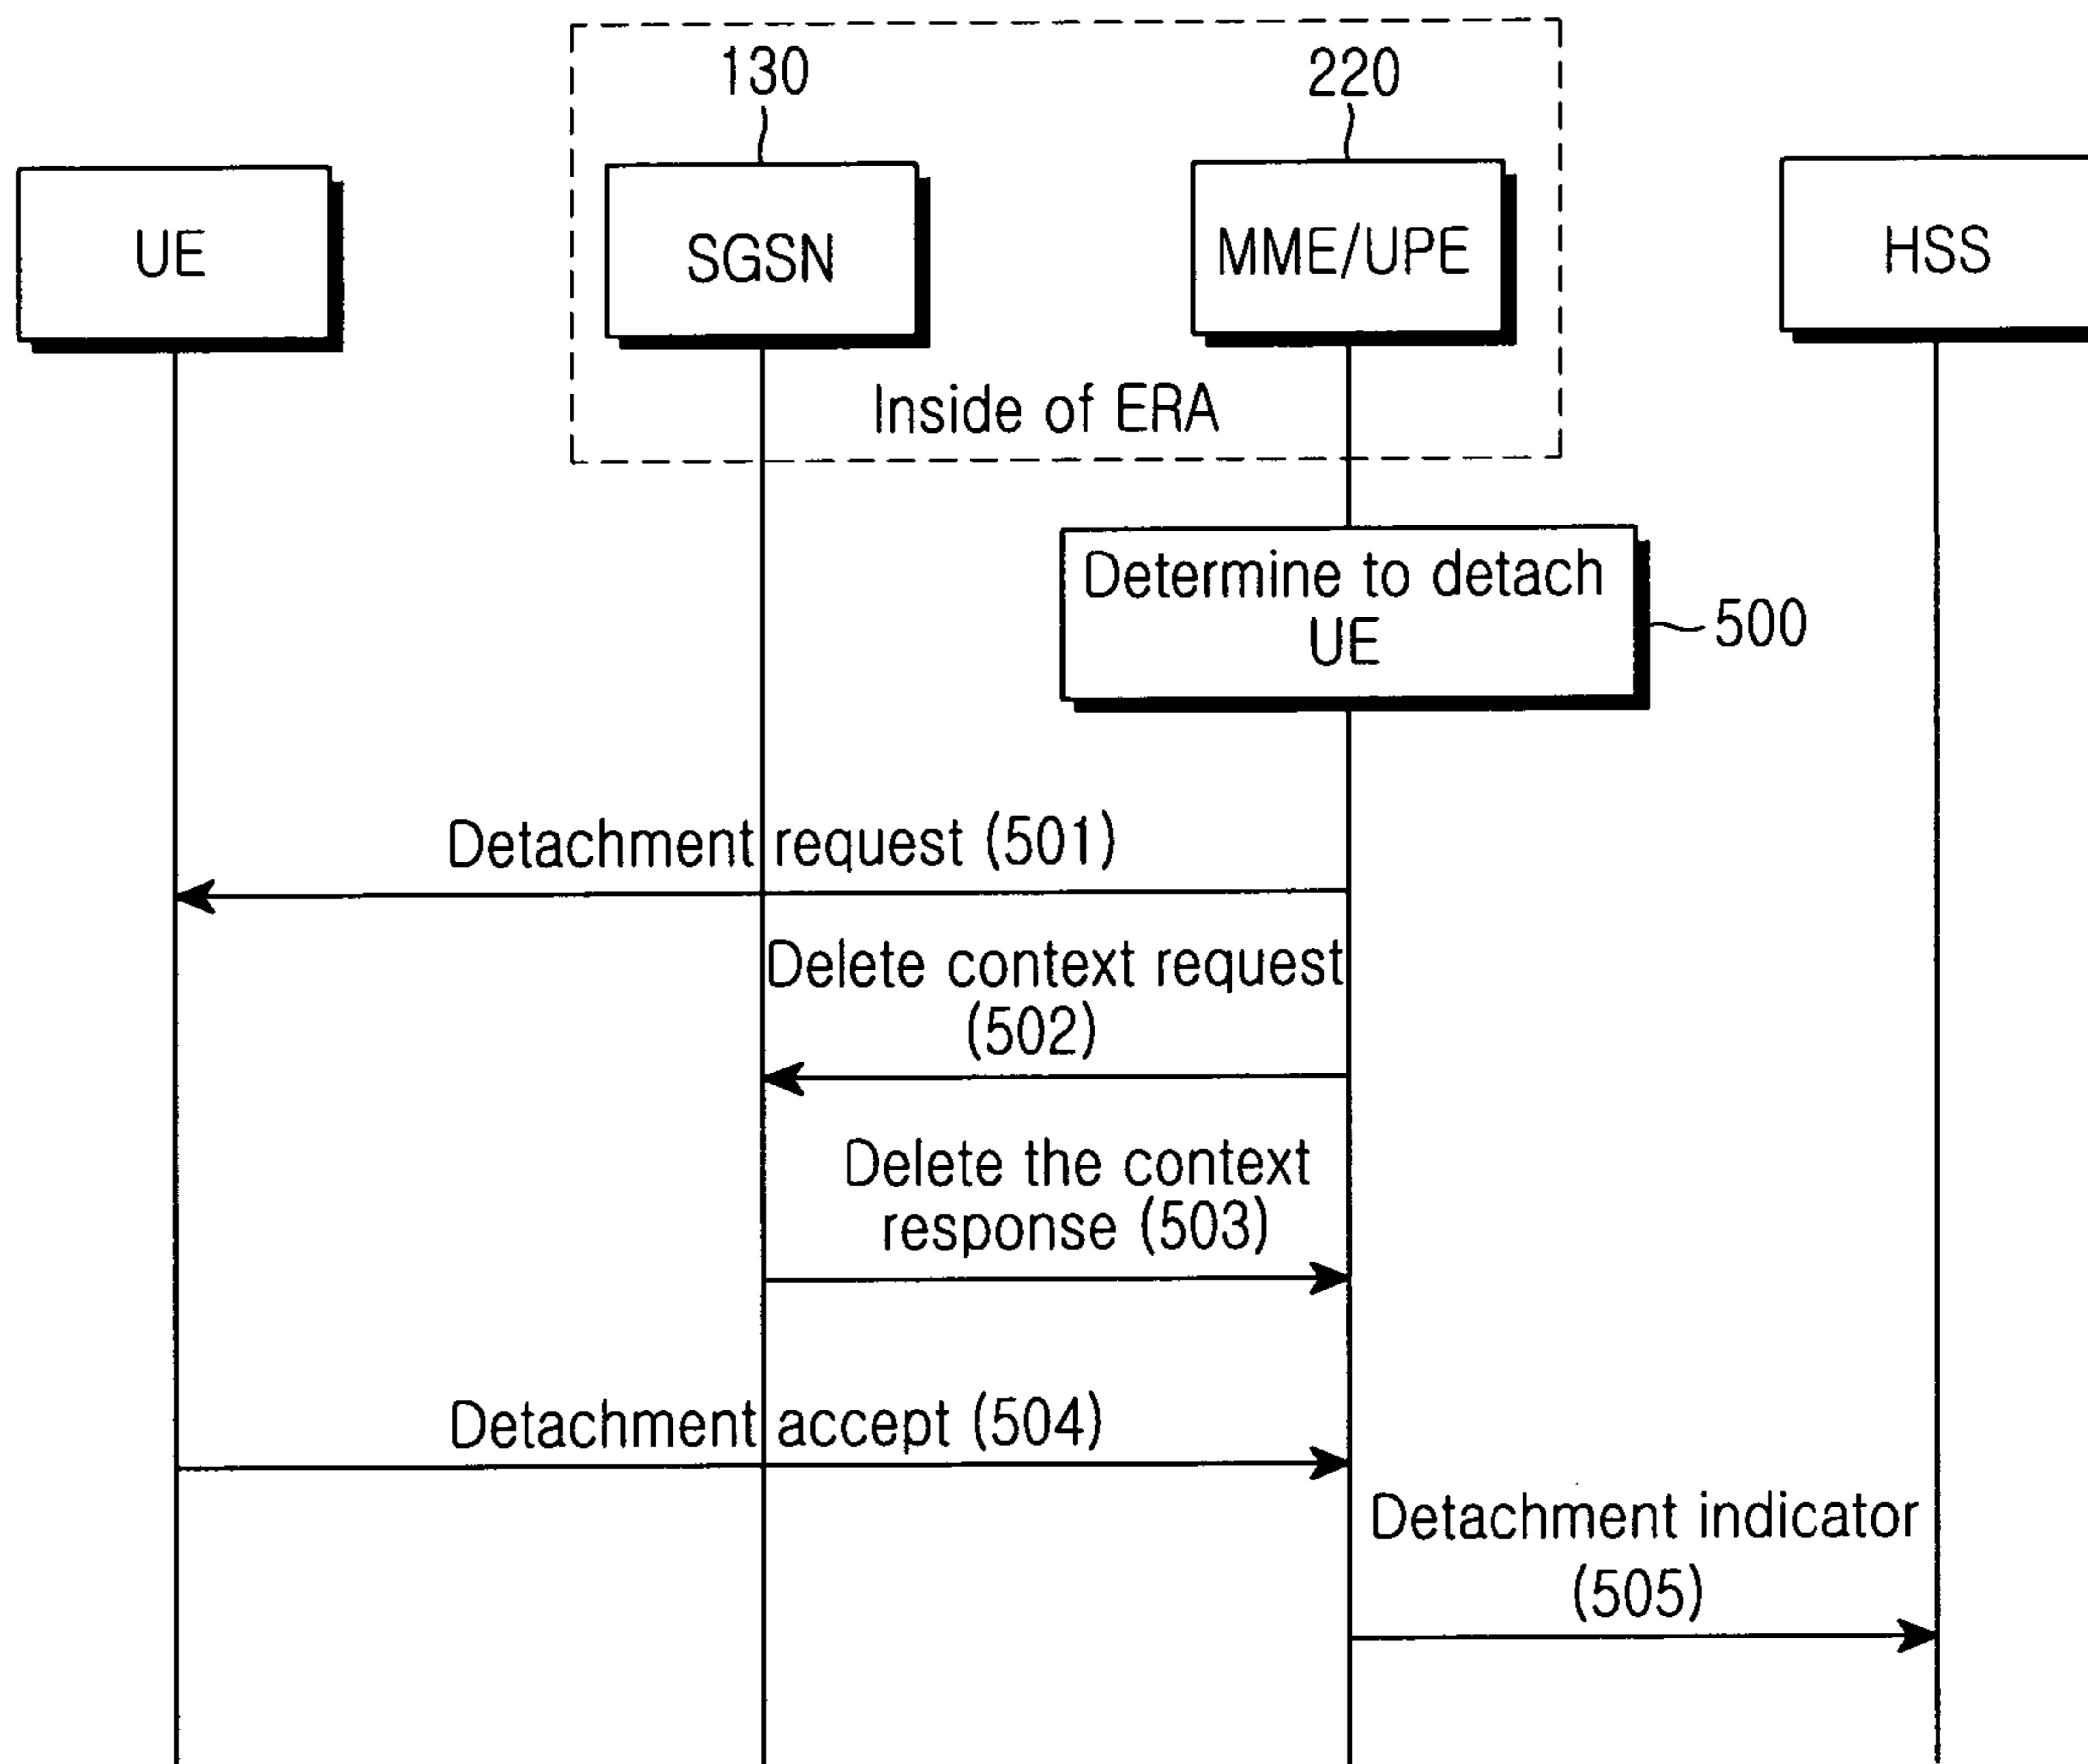 130
220
UE
SGSN
MME/UPE
HSS
Inside of ERA
Determine to detach
UE
500
Detachment request (501)
Delete context request
(502)
Delete the context
response (503)
Detachment accept (504)
Detachment indicator
(505)